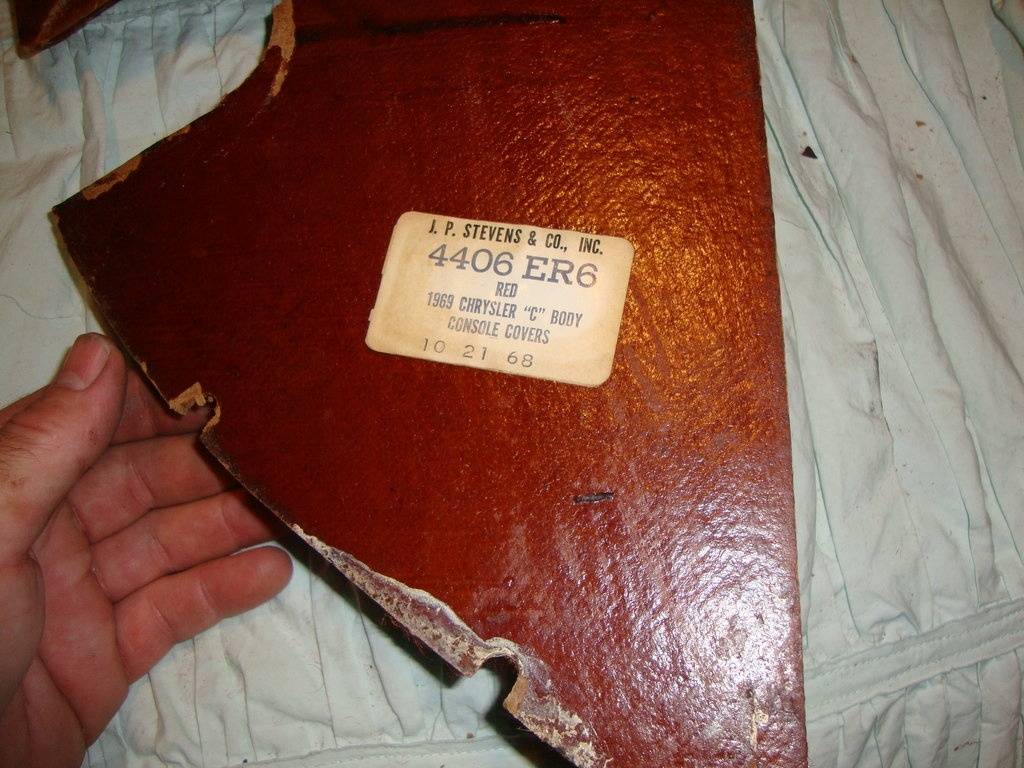 J. P. STEVENS & CO., INC.
4406 ER6
RED
1969 CHRYSLER "C" BODY
CONSOLE COVERS
10 21 68